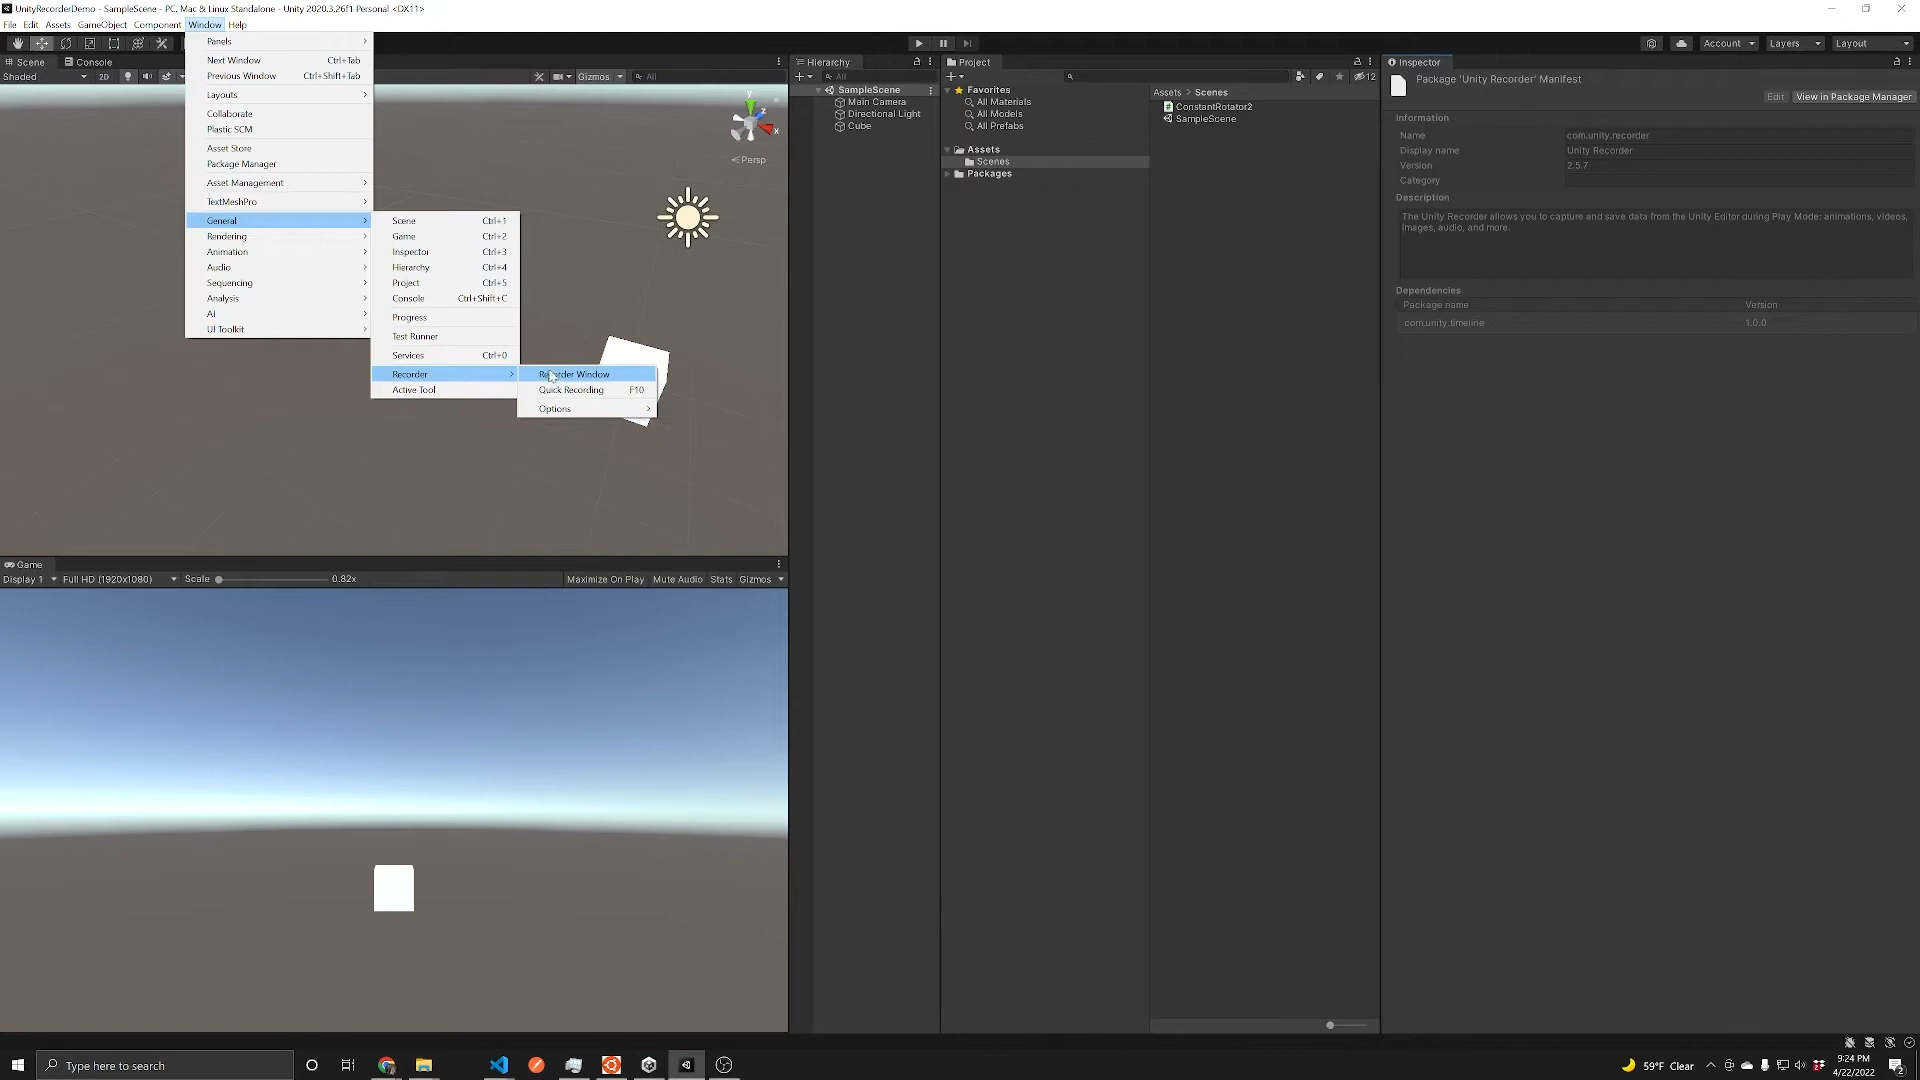 UnityRecorderDemo - SampleScene - PC, Mac & Linux Standalone - Unity 2020.3.26f1 Personal <DX11>
File Edit Assets GameObject Component Window Help
Account Layers Layout
Scene Console
Shaded 2D Gizmos All
Panels
Next Window Ctrl+Tab
Previous Window Ctrl+Shift+Tab
Layouts
Collaborate
Plastic SCM
Asset Store
Package Manager
Asset Management
TextMeshPro
General
Rendering
Animation
Audio
Sequencing
Analysis
AI
UI Toolkit
Scene Ctrl+1
Game Ctrl+2
Inspector Ctrl+3
Hierarchy Ctrl+4
Project Ctrl+5
Console Ctrl+Shift+C
Progress
Test Runner
Services Ctrl+0
Recorder
Active Tool
Recorder Window
Quick Recording F10
Options
y
z
x
Persp
Hierarchy
All
SampleScene
Main Camera
Directional Light
Cube
Project
12
Favorites
All Materials
All Models
All Prefabs
Assets
Scenes
Packages
Assets > Scenes
ConstantRotator2
SampleScene
Inspector
Package 'Unity Recorder' Manifest
Edit View in Package Manager
Information
Name com.unity.recorder
Display name Unity Recorder
Version 2.5.7
Category
Description
The Unity Recorder allows you to capture and save data from the Unity Editor during Play Mode: animations, videos,
images, audio, and more.
Dependencies
Package name Version
com.unity.timeline 1.0.0
Game
Display 1 Full HD (1920x1080) Scale 0.82x Maximize On Play Mute Audio Stats Gizmos
Type here to search
59°F Clear
9:24 PM
4/22/2022
2